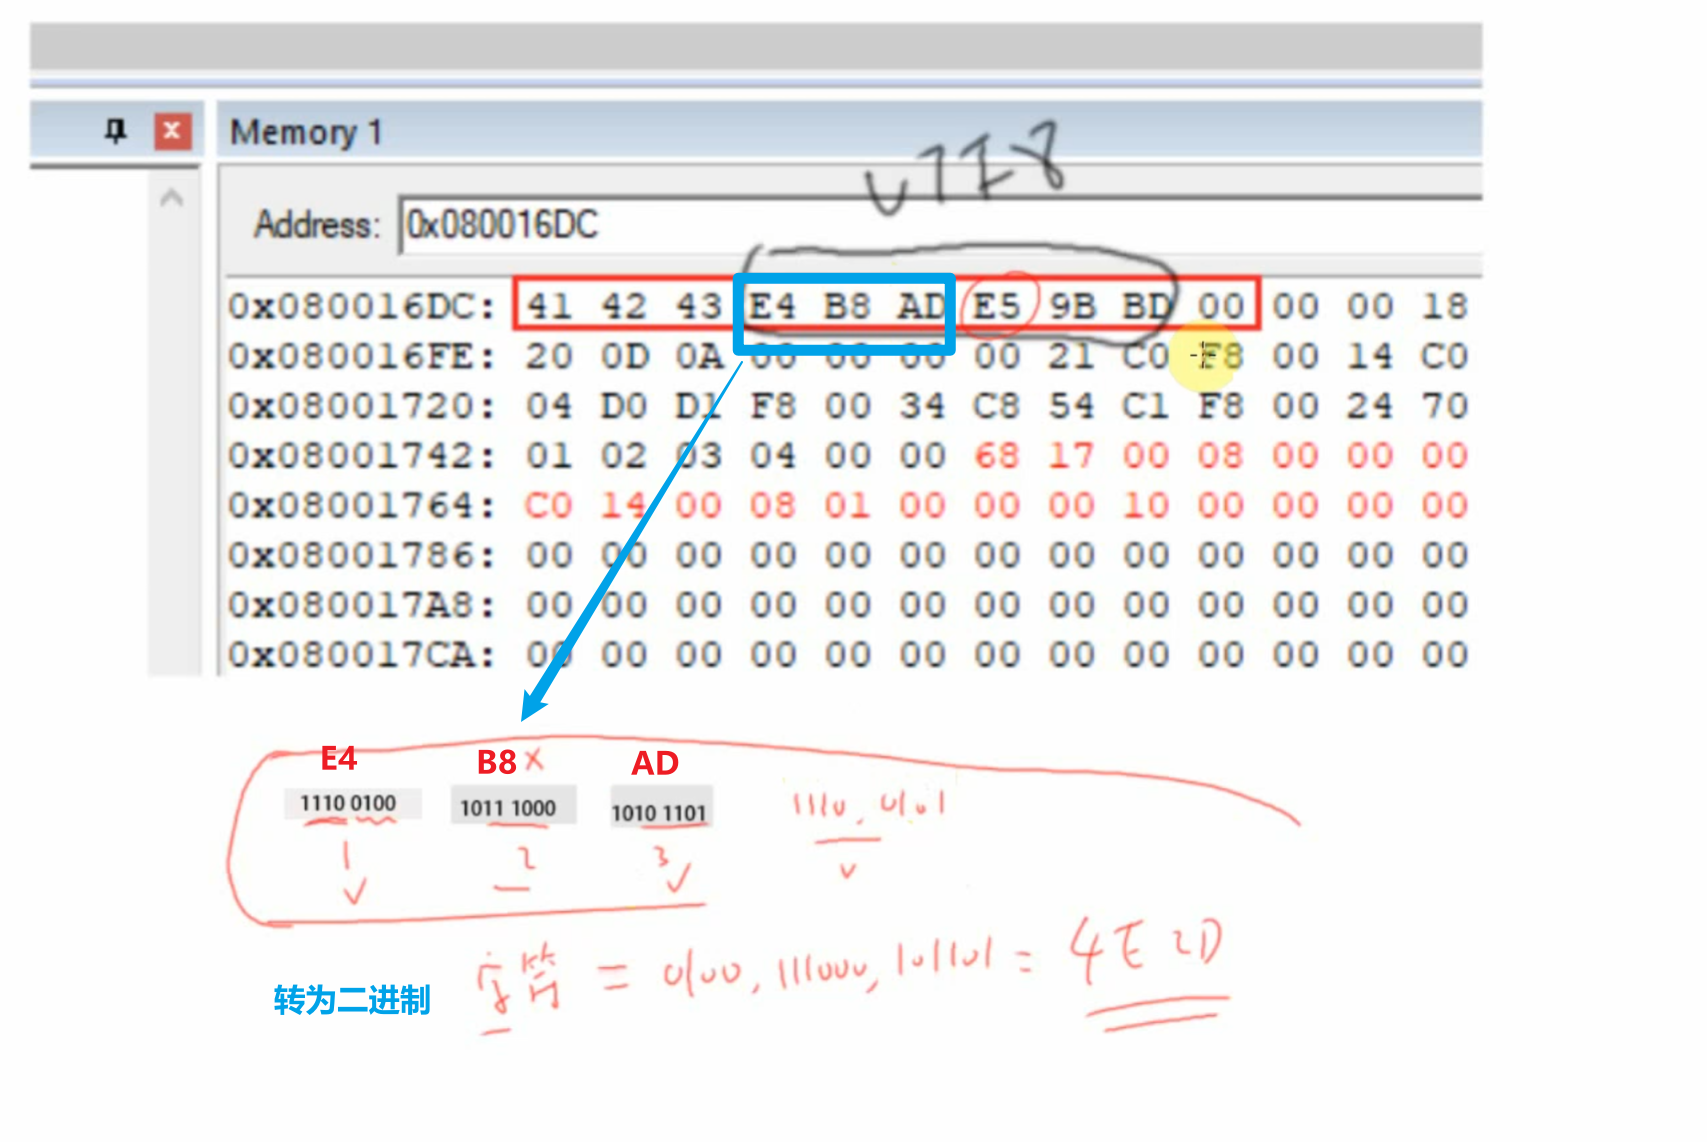 Memory 1
UTF8
Address: 0x080016DC
0x080016DC: 41 42 43 E4 B8 AD E5 9B BD 00 00 00 18
0x080016FE: 20 0D 0A 00 00 00 00 21 C0 F8 00 14 C0
0x08001720: 04 D0 D1 F8 00 34 C8 54 C1 F8 00 24 70
0x08001742: 01 02 03 04 00 00 68 17 00 08 00 00 00
0x08001764: C0 14 00 08 01 00 00 00 10 00 00 00 00
0x08001786: 00 00 00 00 00 00 00 00 00 00 00 00 00
0x080017A8: 00 00 00 00 00 00 00 00 00 00 00 00 00
0x080017CA: 00 00 00 00 00 00 00 00 00 00 00 00 00
E4 B8 X AD
1110 0100 1011 1000 1010 1101 1110,0101
1 2 3
转为二进制 字符 = 0100,111000,101101 = 4E2D